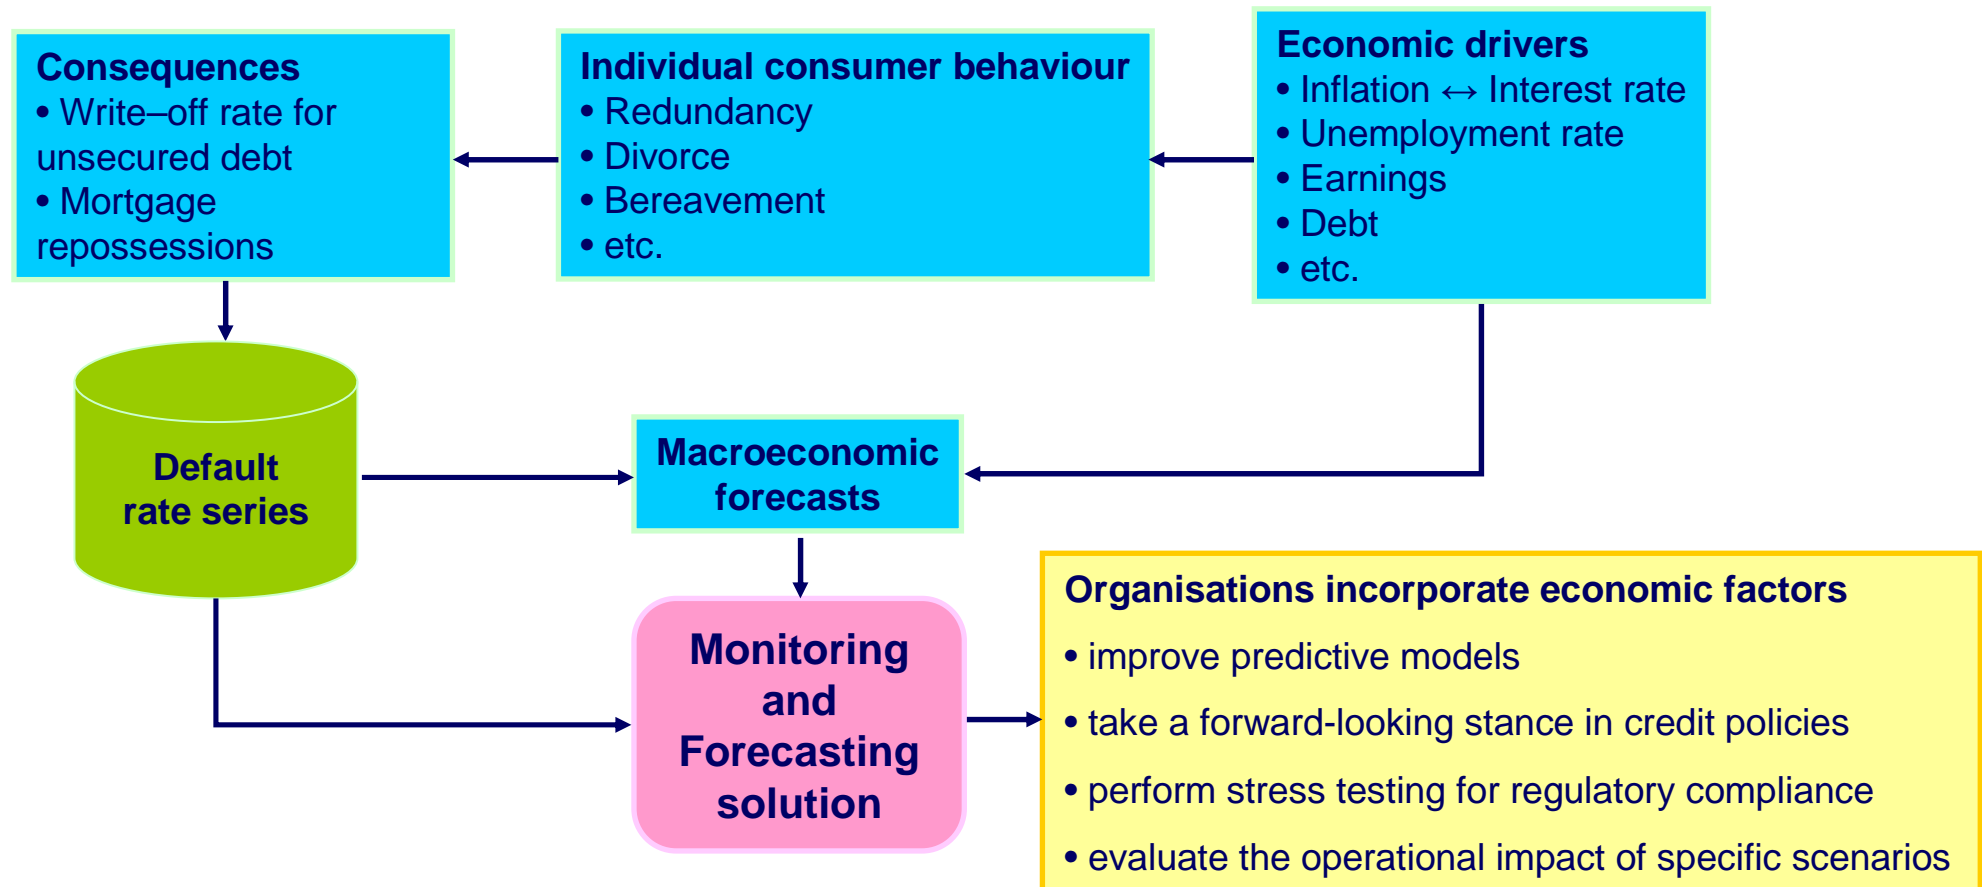 Consequences
• Write–off rate for
unsecured debt
• Mortgage
repossessions
Individual consumer behaviour
• Redundancy
• Divorce
• Bereavement
• etc.
Economic drivers
• Inflation ↔ Interest rate
• Unemployment rate
• Earnings
• Debt
• etc.
Default
rate series
Macroeconomic
forecasts
Monitoring
and
Forecasting
solution
Organisations incorporate economic factors
• improve predictive models
• take a forward-looking stance in credit policies
• perform stress testing for regulatory compliance
• evaluate the operational impact of specific scenarios